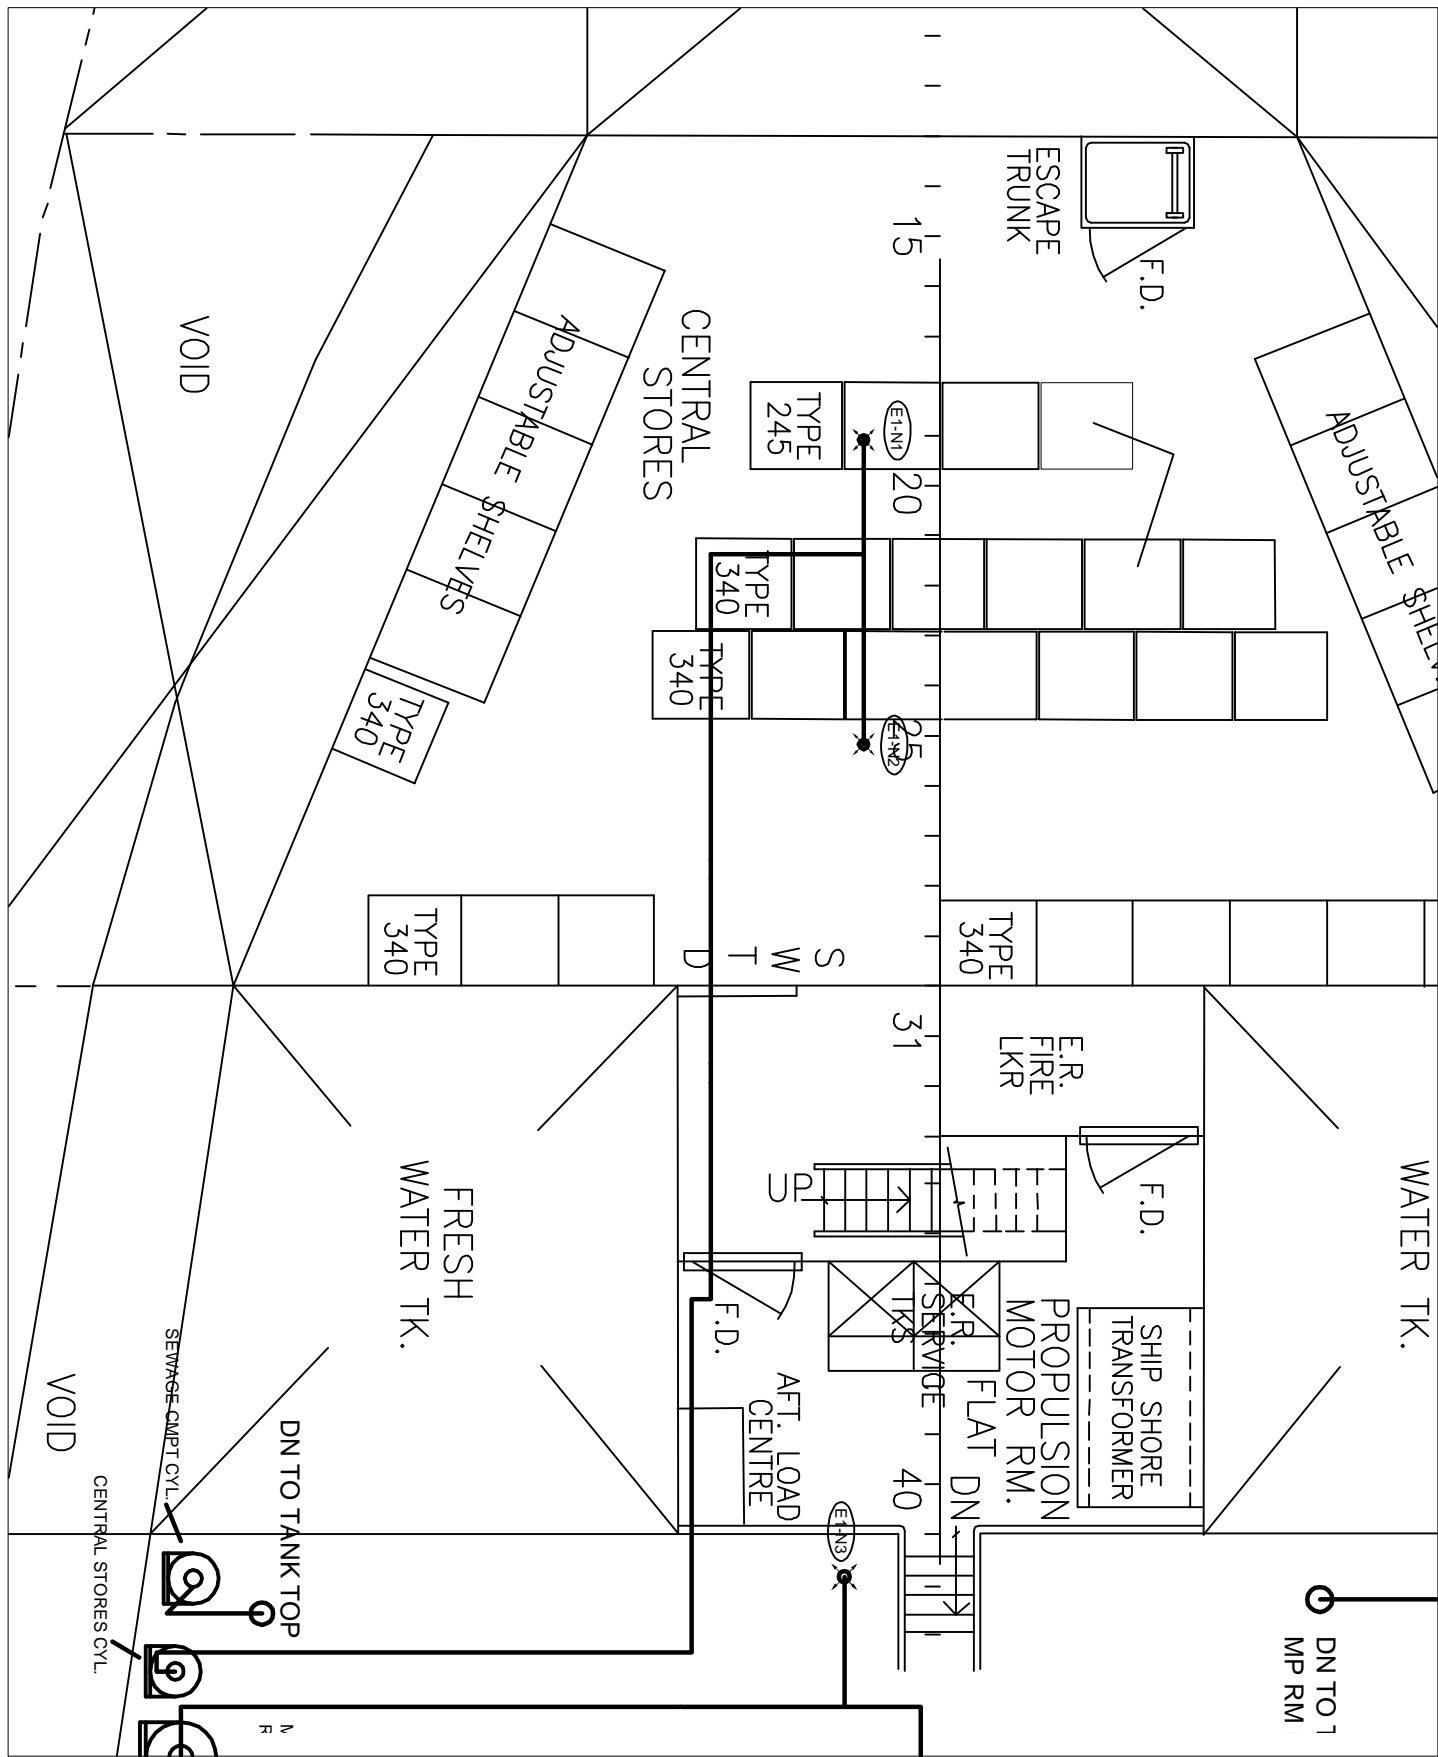 ESCAPE
TRUNK
F.D.
15
VOID
ADJUSTABLE SHELVES
CENTRAL
STORES
TYPE
245
E1-N1
20
ADJUSTABLE
TYPE
340
TYPE
340
TYPE
340
E1-N2
25
TYPE
340
S W T D
TYPE
340
31
E.R.
FIRE
LKR
UP
F.D.
FRESH
WATER TK.
WATER TK.
F.D.
E.R.
SERVICE
TKS
PROPULSION
MOTOR RM.
FLAT
SHIP SHORE
TRANSFORMER
AFT. LOAD
CENTRE
40
DN
VOID
SEWAGE CMPT CYL.
DN TO TANK TOP
CENTRAL STORES CYL.
E1-N3
DN TO
MP RM